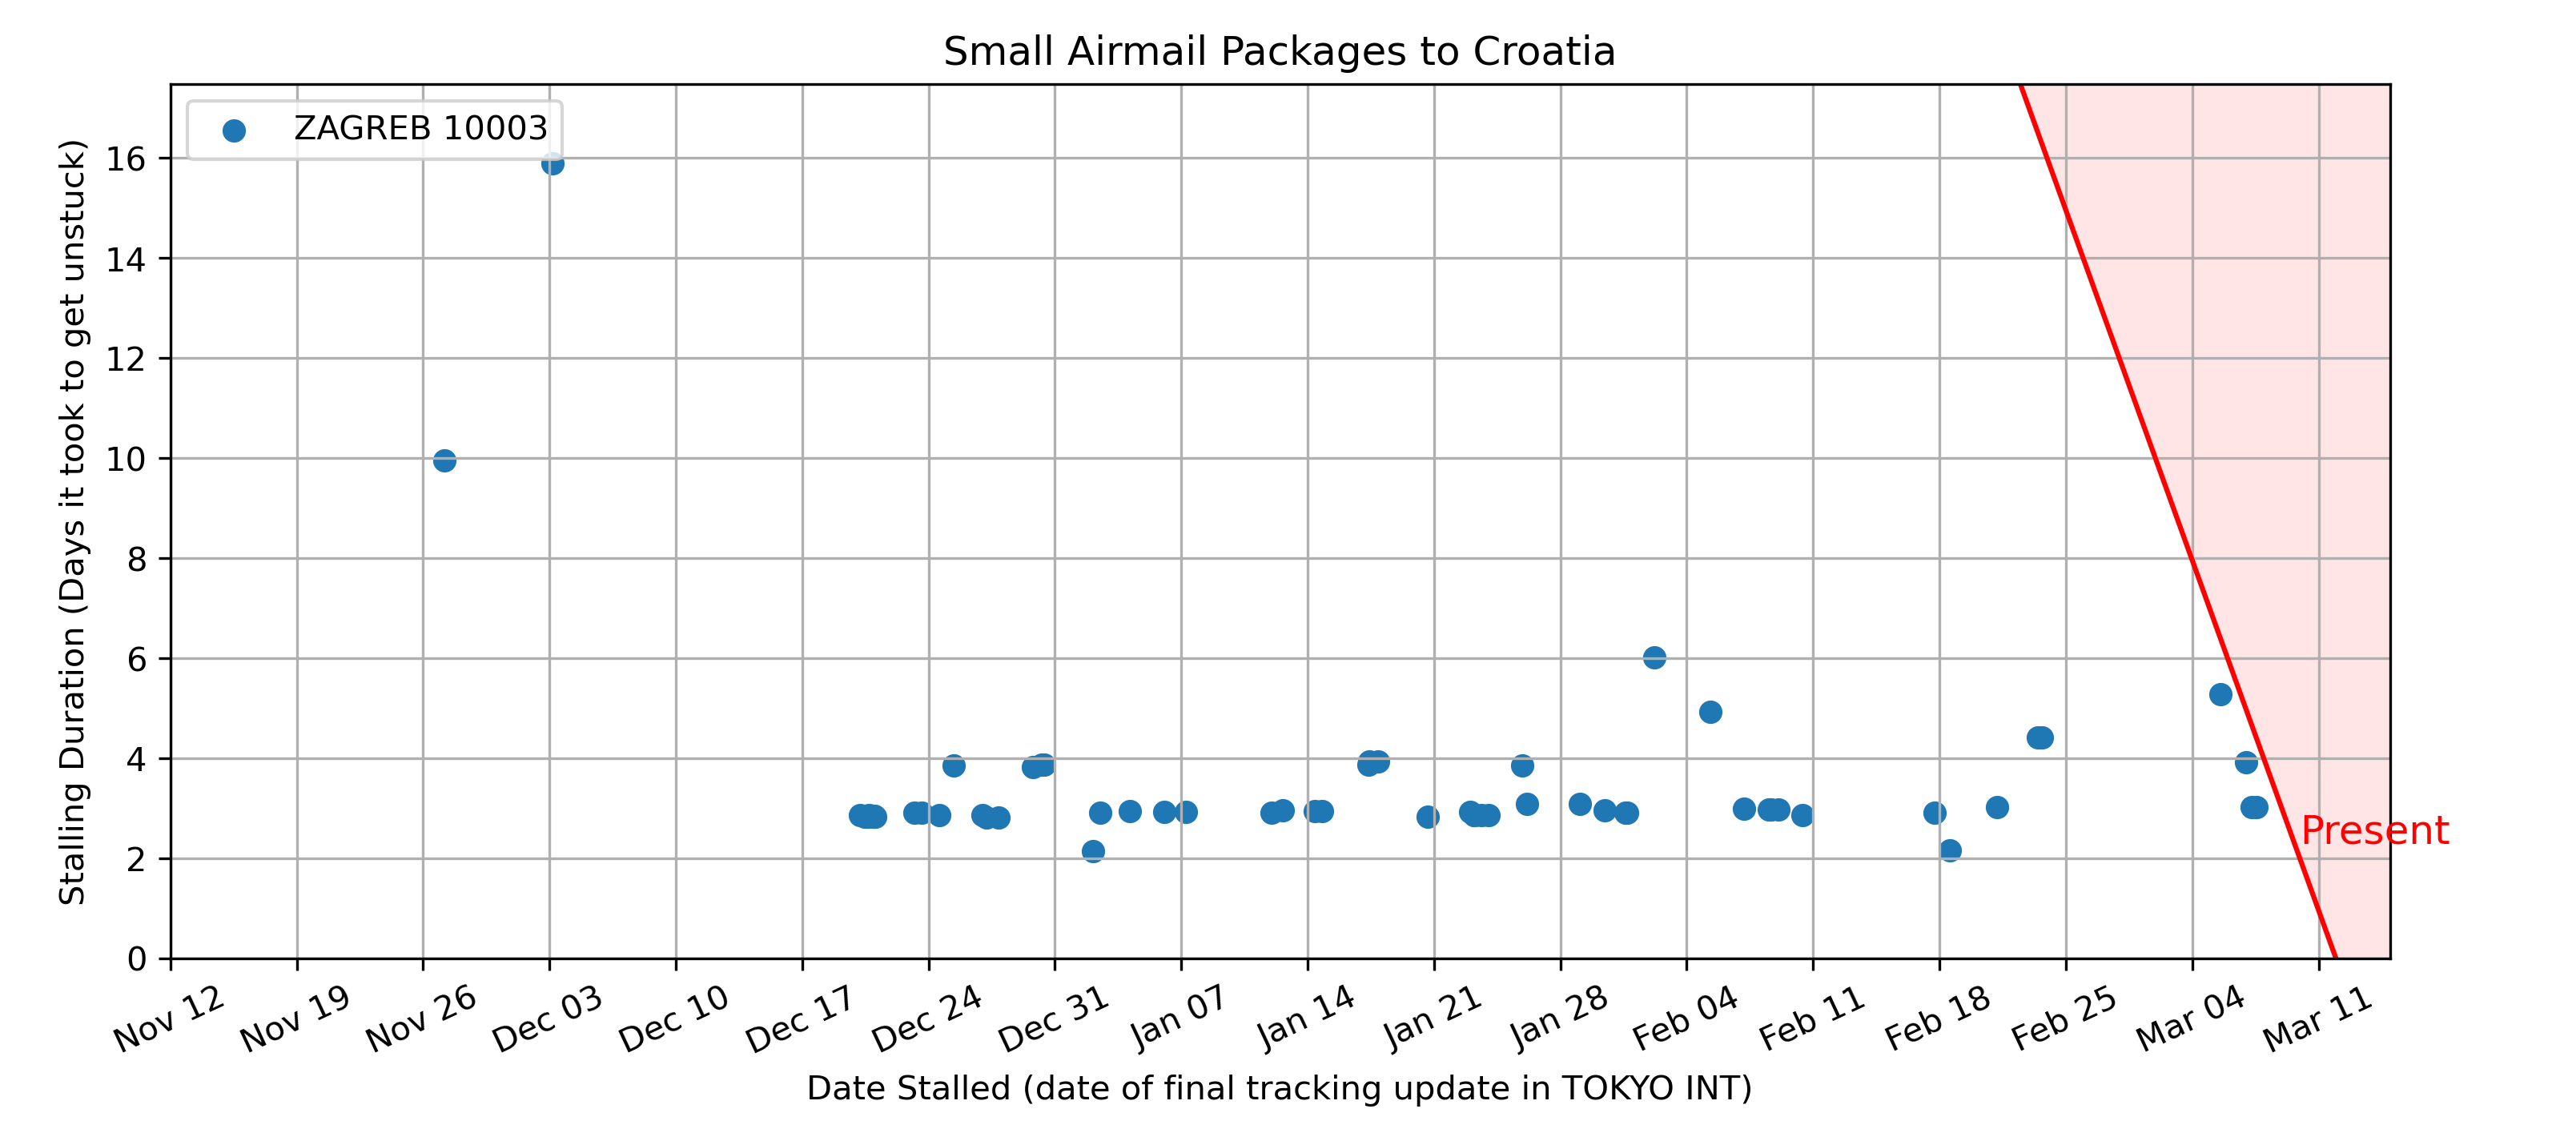 Small Airmail Packages to Croatia
ZAGREB 10003
Stalling Duration (Days it took to get unstuck)
16
14
12
10
8
6
4
2
0
Present
Nov 12
Nov 19
Nov 26
Dec 03
Dec 10
Dec 17
Dec 24
Dec 31
Jan 07
Jan 14
Jan 21
Jan 28
Feb 04
Feb 11
Feb 18
Feb 25
Mar 04
Mar 11
Date Stalled (date of final tracking update in TOKYO INT)